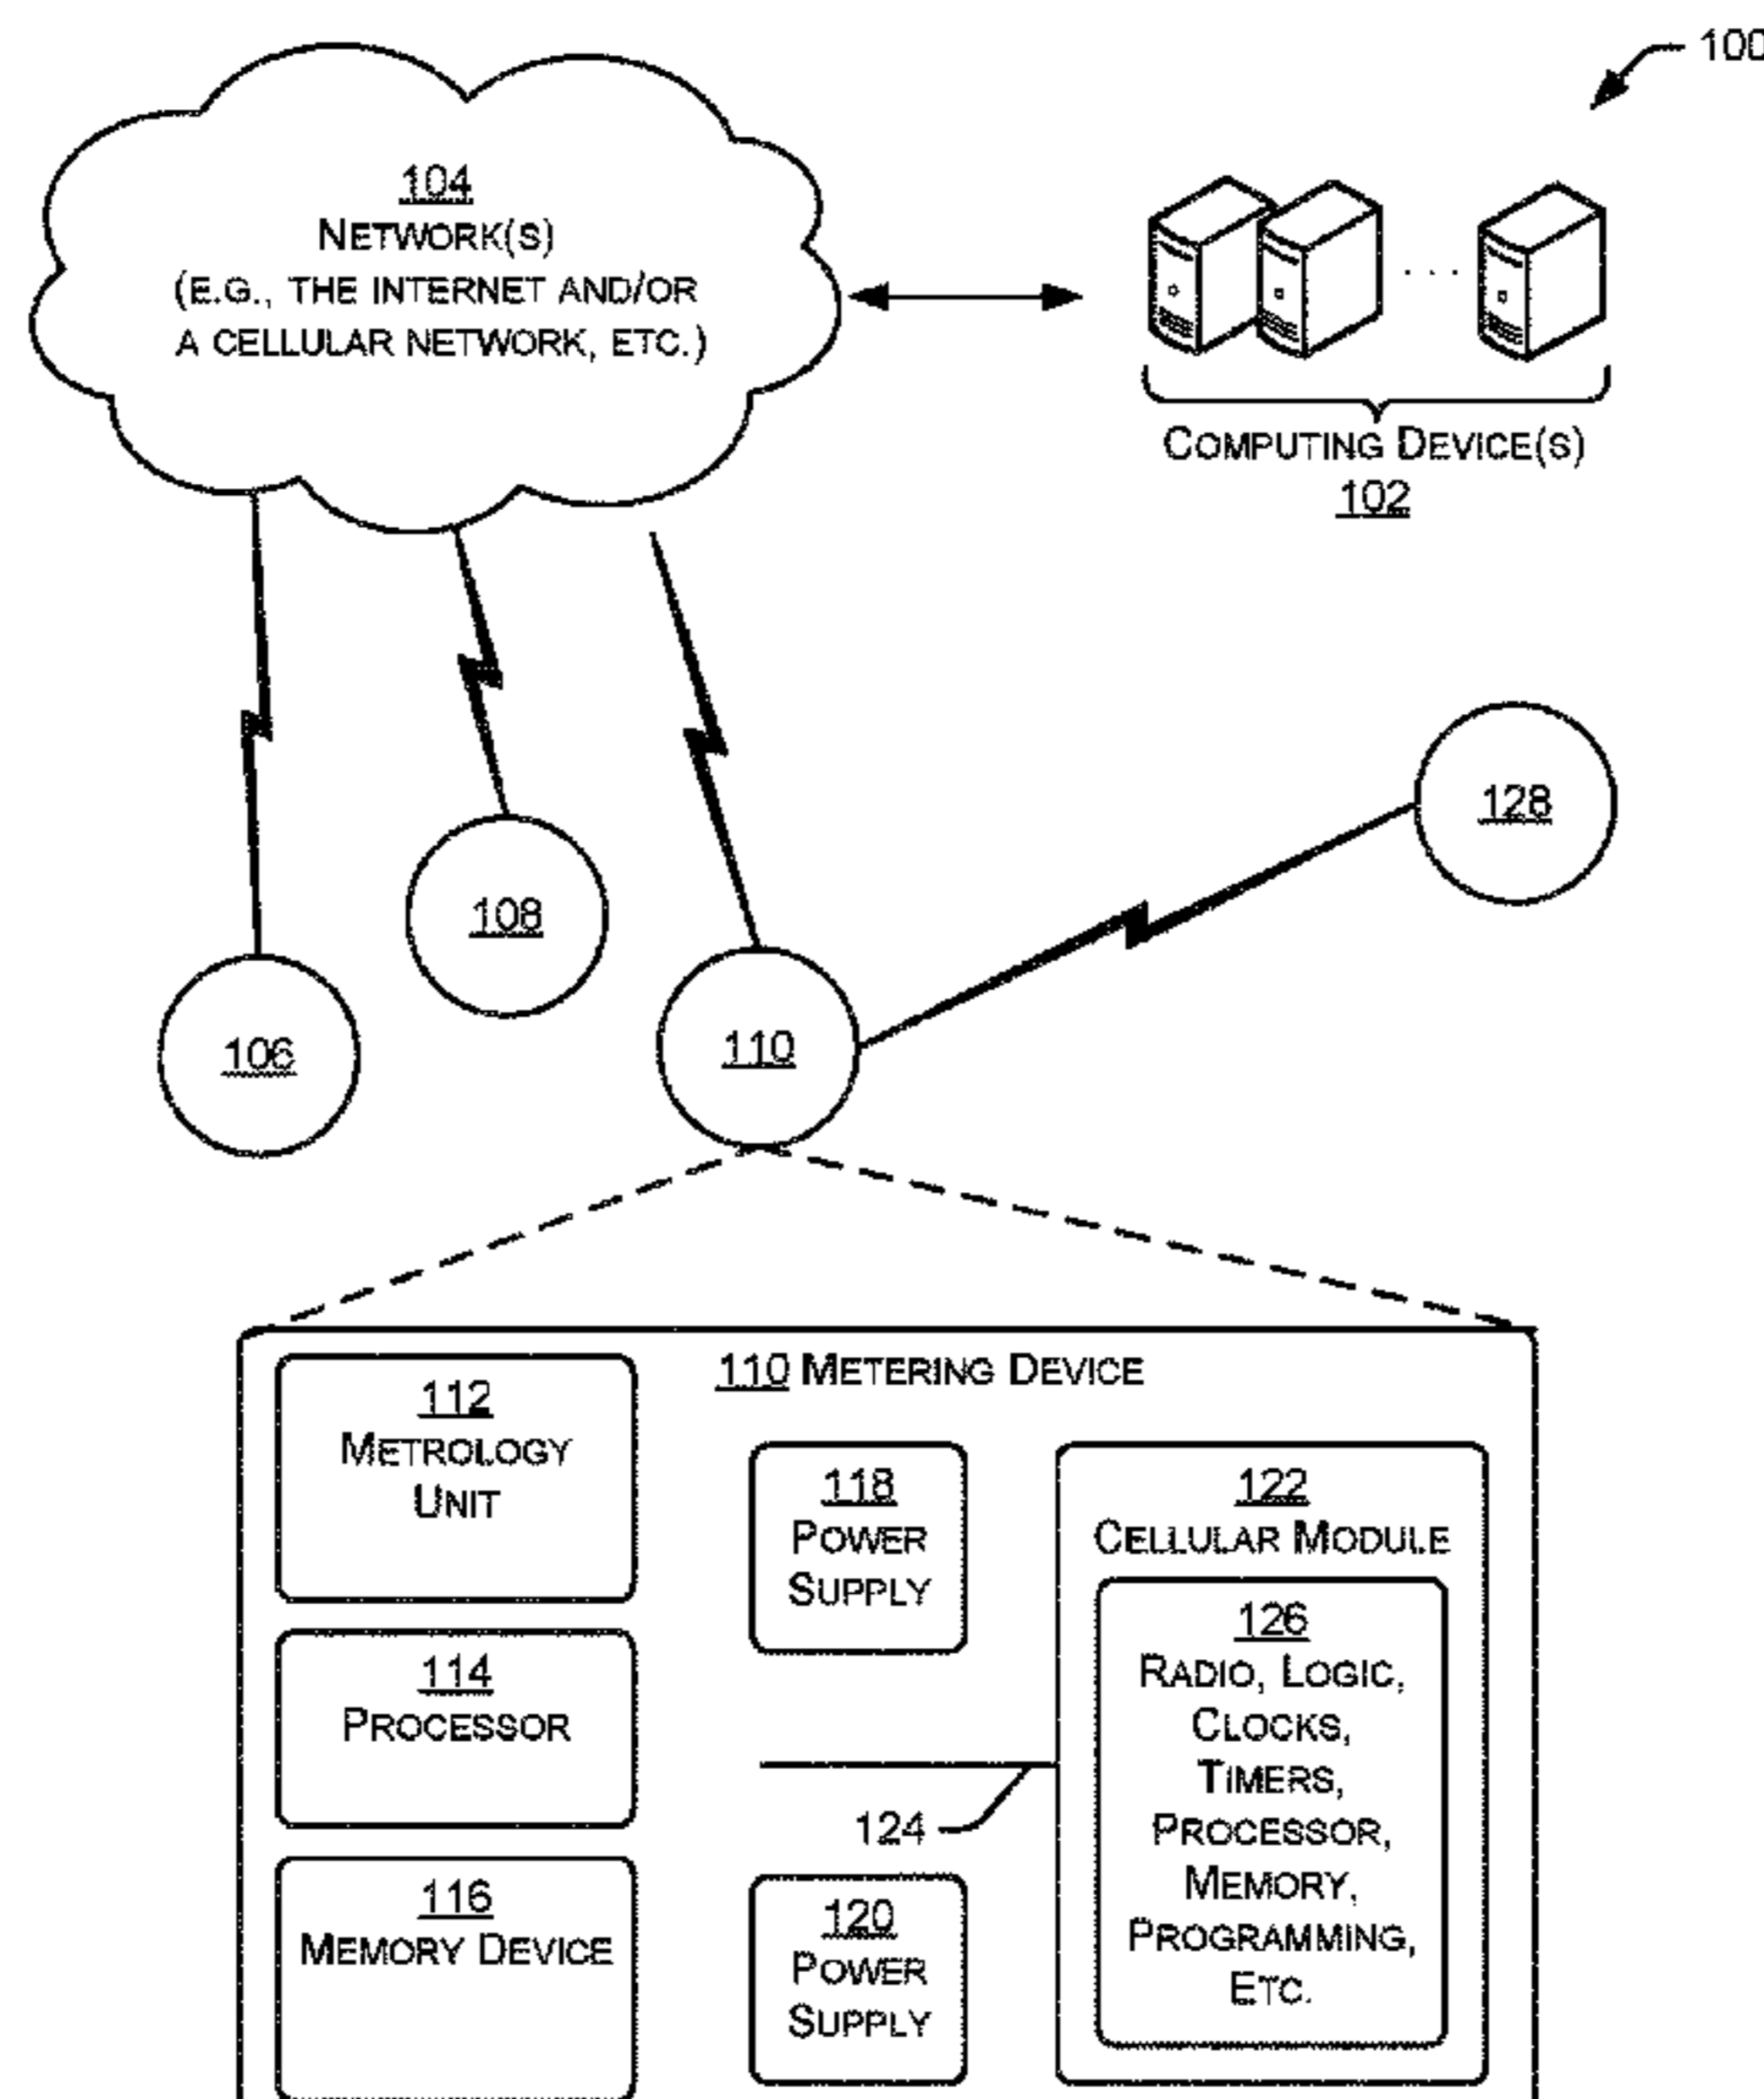 100
104
NETWORK(S)
(E.G., THE INTERNET AND/OR
A CELLULAR NETWORK, ETC.)
COMPUTING DEVICE(S)
102
128
108
106
110
110 METERING DEVICE
112
METROLOGY
UNIT
114
PROCESSOR
116
MEMORY DEVICE
118
POWER
SUPPLY
124
120
POWER
SUPPLY
122
CELLULAR MODULE
126
RADIO, LOGIC,
CLOCKS,
TIMERS,
PROCESSOR,
MEMORY,
PROGRAMMING,
ETC.